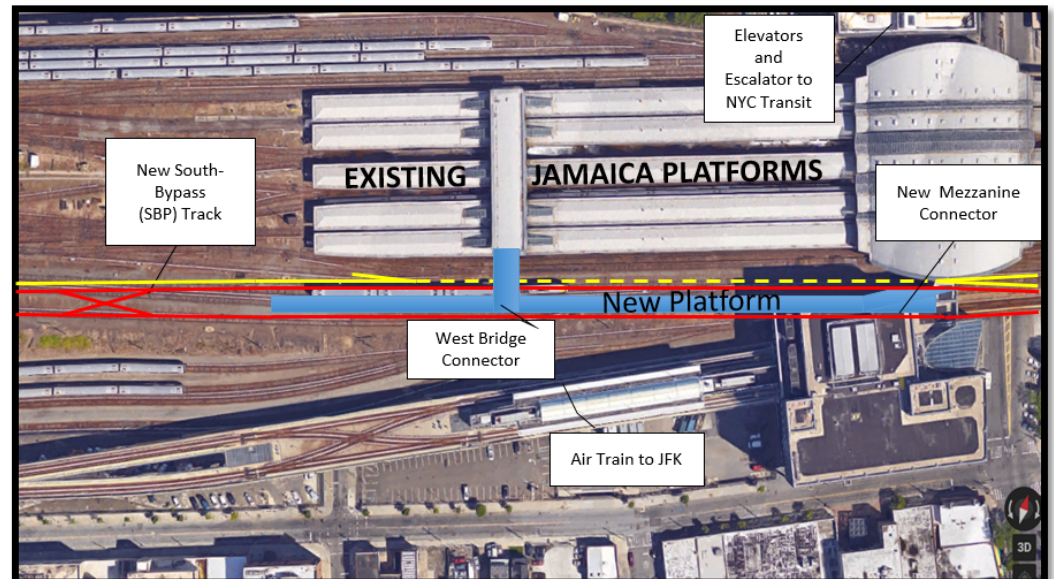 Elevators
and
Escalator to
NYC Transit
New South-
Bypass
(SBP) Track
EXISTING JAMAICA PLATFORMS
New Mezzanine
Connector
New Platform
West Bridge
Connector
Air Train to JFK
3D